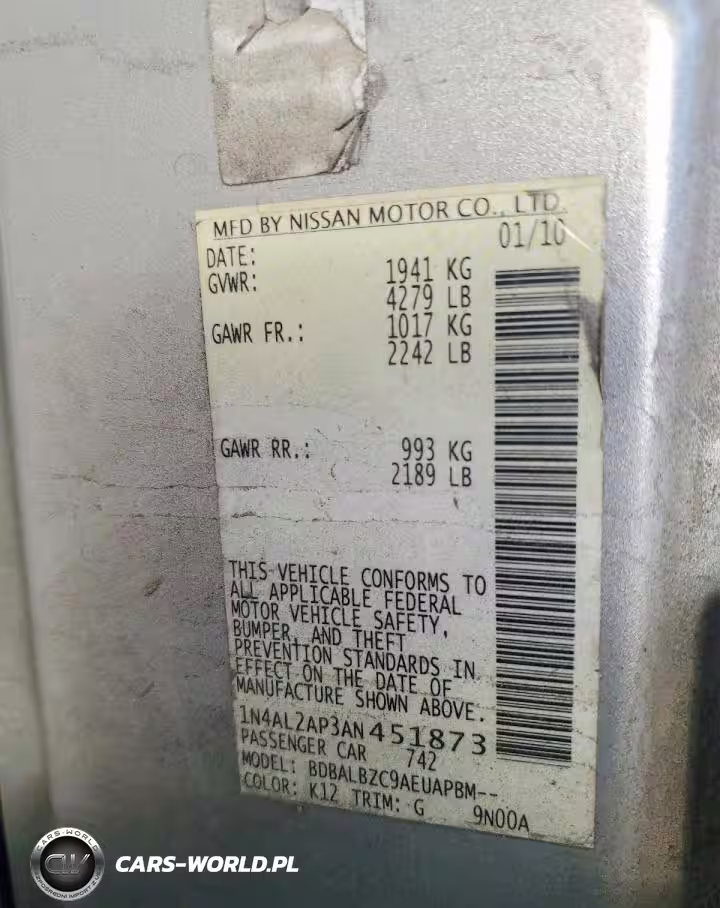 MFD BY NISSAN MOTOR CO., LTD.
DATE: 01/10
GVWR: 1941 KG
4279 LB
GAWR FR.: 1017 KG
2242 LB
GAWR RR.: 993 KG
2189 LB
THIS VEHICLE CONFORMS TO
ALL APPLICABLE FEDERAL
MOTOR VEHICLE SAFETY,
BUMPER, AND THEFT
PREVENTION STANDARDS IN
EFFECT ON THE DATE OF
MANUFACTURE SHOWN ABOVE.
1N4AL2AP3AN451873
PASSENGER CAR 742
MODEL: BDBALBZC9AEUAPBM--
COLOR: K12 TRIM: G 9N00A
CARS-WORLD
CW
CARS-WORLD.PL